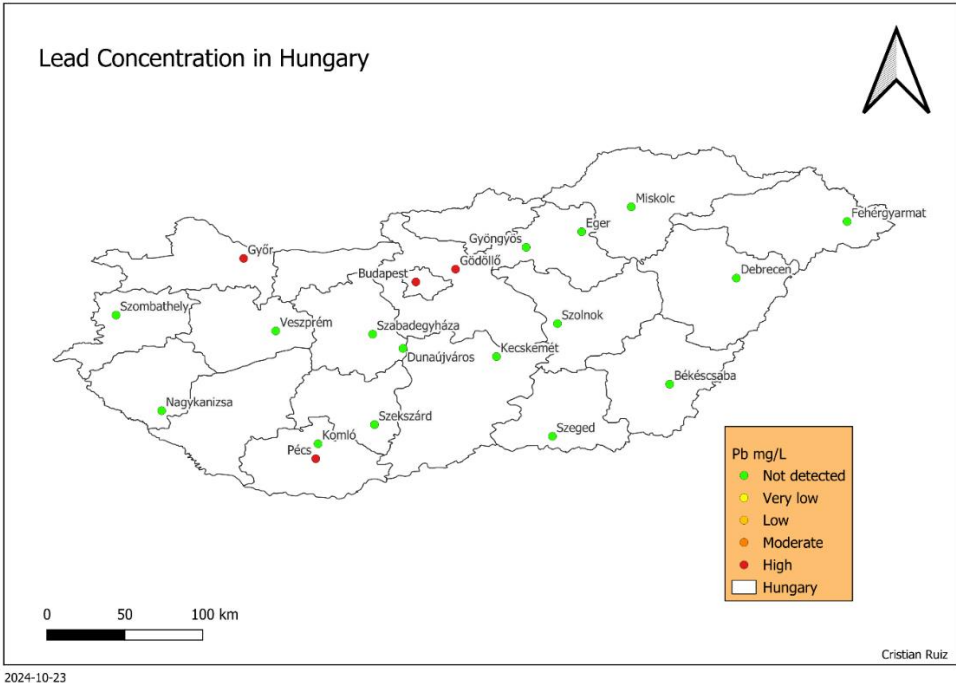 Lead Concentration in Hungary
Miskolc
Fehérgyarmat
Eger
Gyöngyös
Győr
Gödöllő
Budapest
Debrecen
Szombathely
Veszprém
Szabadegyháza
Szolnok
Dunaújváros
Kecskemét
Békéscsaba
Nagykanizsa
Szekszárd
Komló
Szeged
Pécs
Pb mg/L
Not detected
Very low
Low
Moderate
High
Hungary
0 50 100 km
Cristian Ruiz
2024-10-23